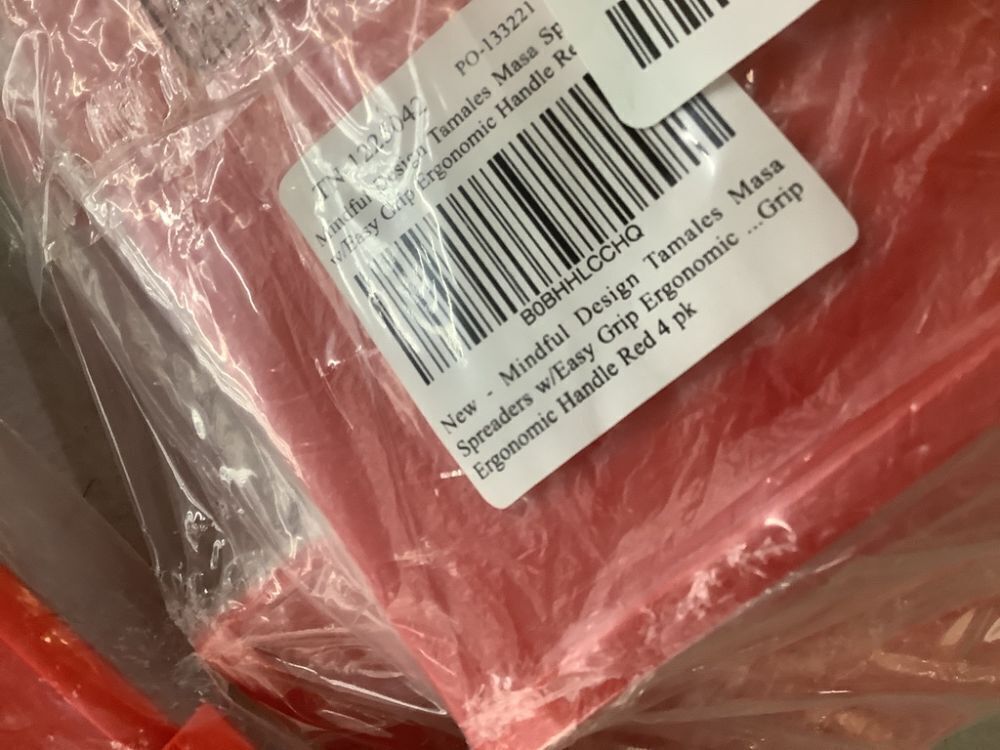 PO-133221
TN
Mindful Design Tamales Masa Sp
w/Easy Grip Ergonomic Handle Re
B0BHHLCCHQ
New - Mindful Design Tamales Masa
Spreaders w/Easy Grip Ergonomic ...Grip
Ergonomic Handle Red 4 pk